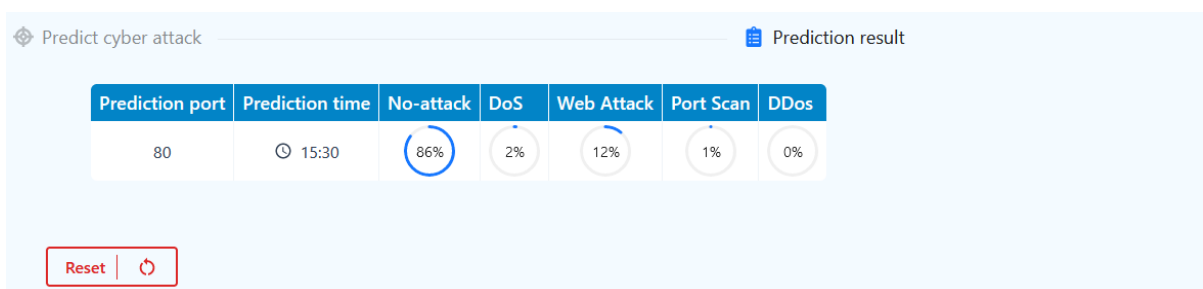 Predict cyber attack Prediction result
Prediction port Prediction time No-attack DoS Web Attack Port Scan DDos
80 15:30 86% 2% 12% 1% 0%
Reset